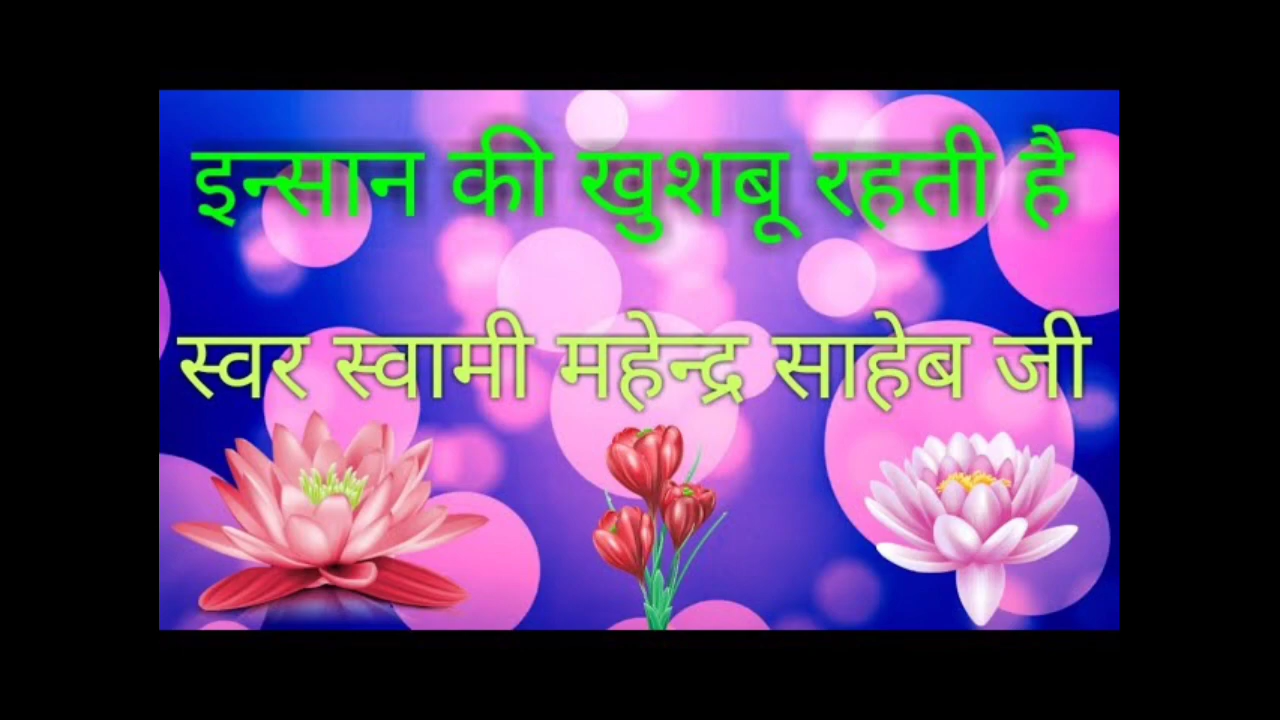 इन्सान की खुशबू रहती है
स्वर स्वामी महेन्द्र साहेब जी